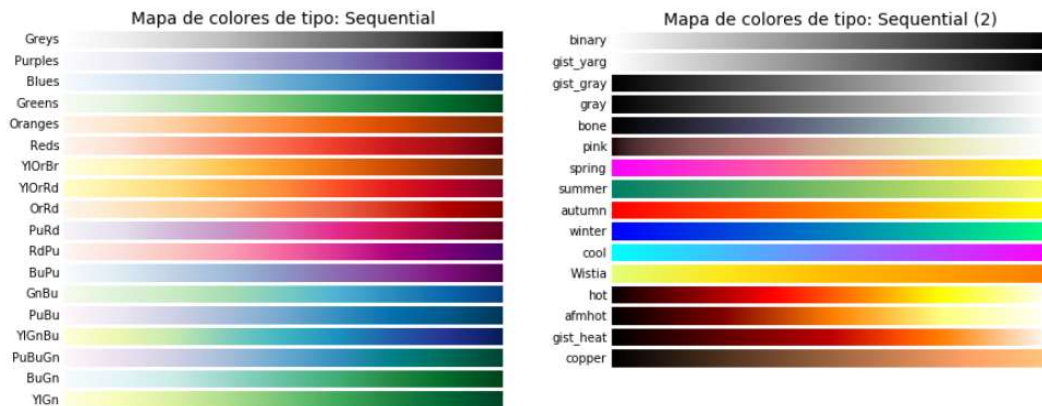 Mapa de colores de tipo: Sequential
Greys
Purples
Blues
Greens
Oranges
Reds
YlOrBr
YlOrRd
OrRd
PuRd
RdPu
BuPu
GnBu
PuBu
YlGnBu
PuBuGn
BuGn
YlGn
Mapa de colores de tipo: Sequential (2)
binary
gist_yarg
gist_gray
gray
bone
pink
spring
summer
autumn
winter
cool
Wistia
hot
afmhot
gist_heat
copper